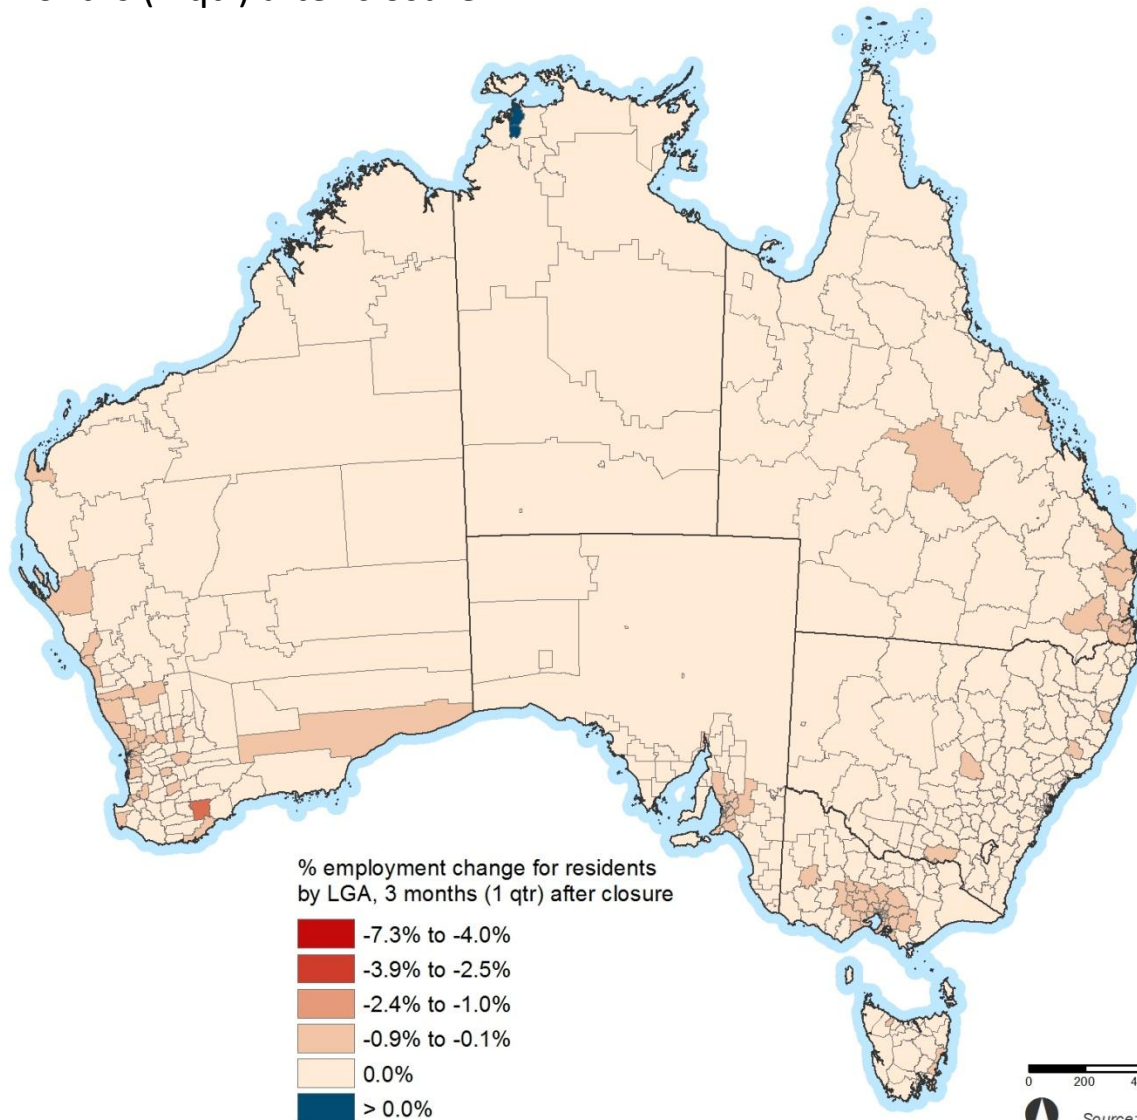 % employment change for residents
by LGA, 3 months (1 qtr) after closure
-7.3% to -4.0%
-3.9% to -2.5%
-2.4% to -1.0%
-0.9% to -0.1%
0.0%
> 0.0%
0 200
Source: